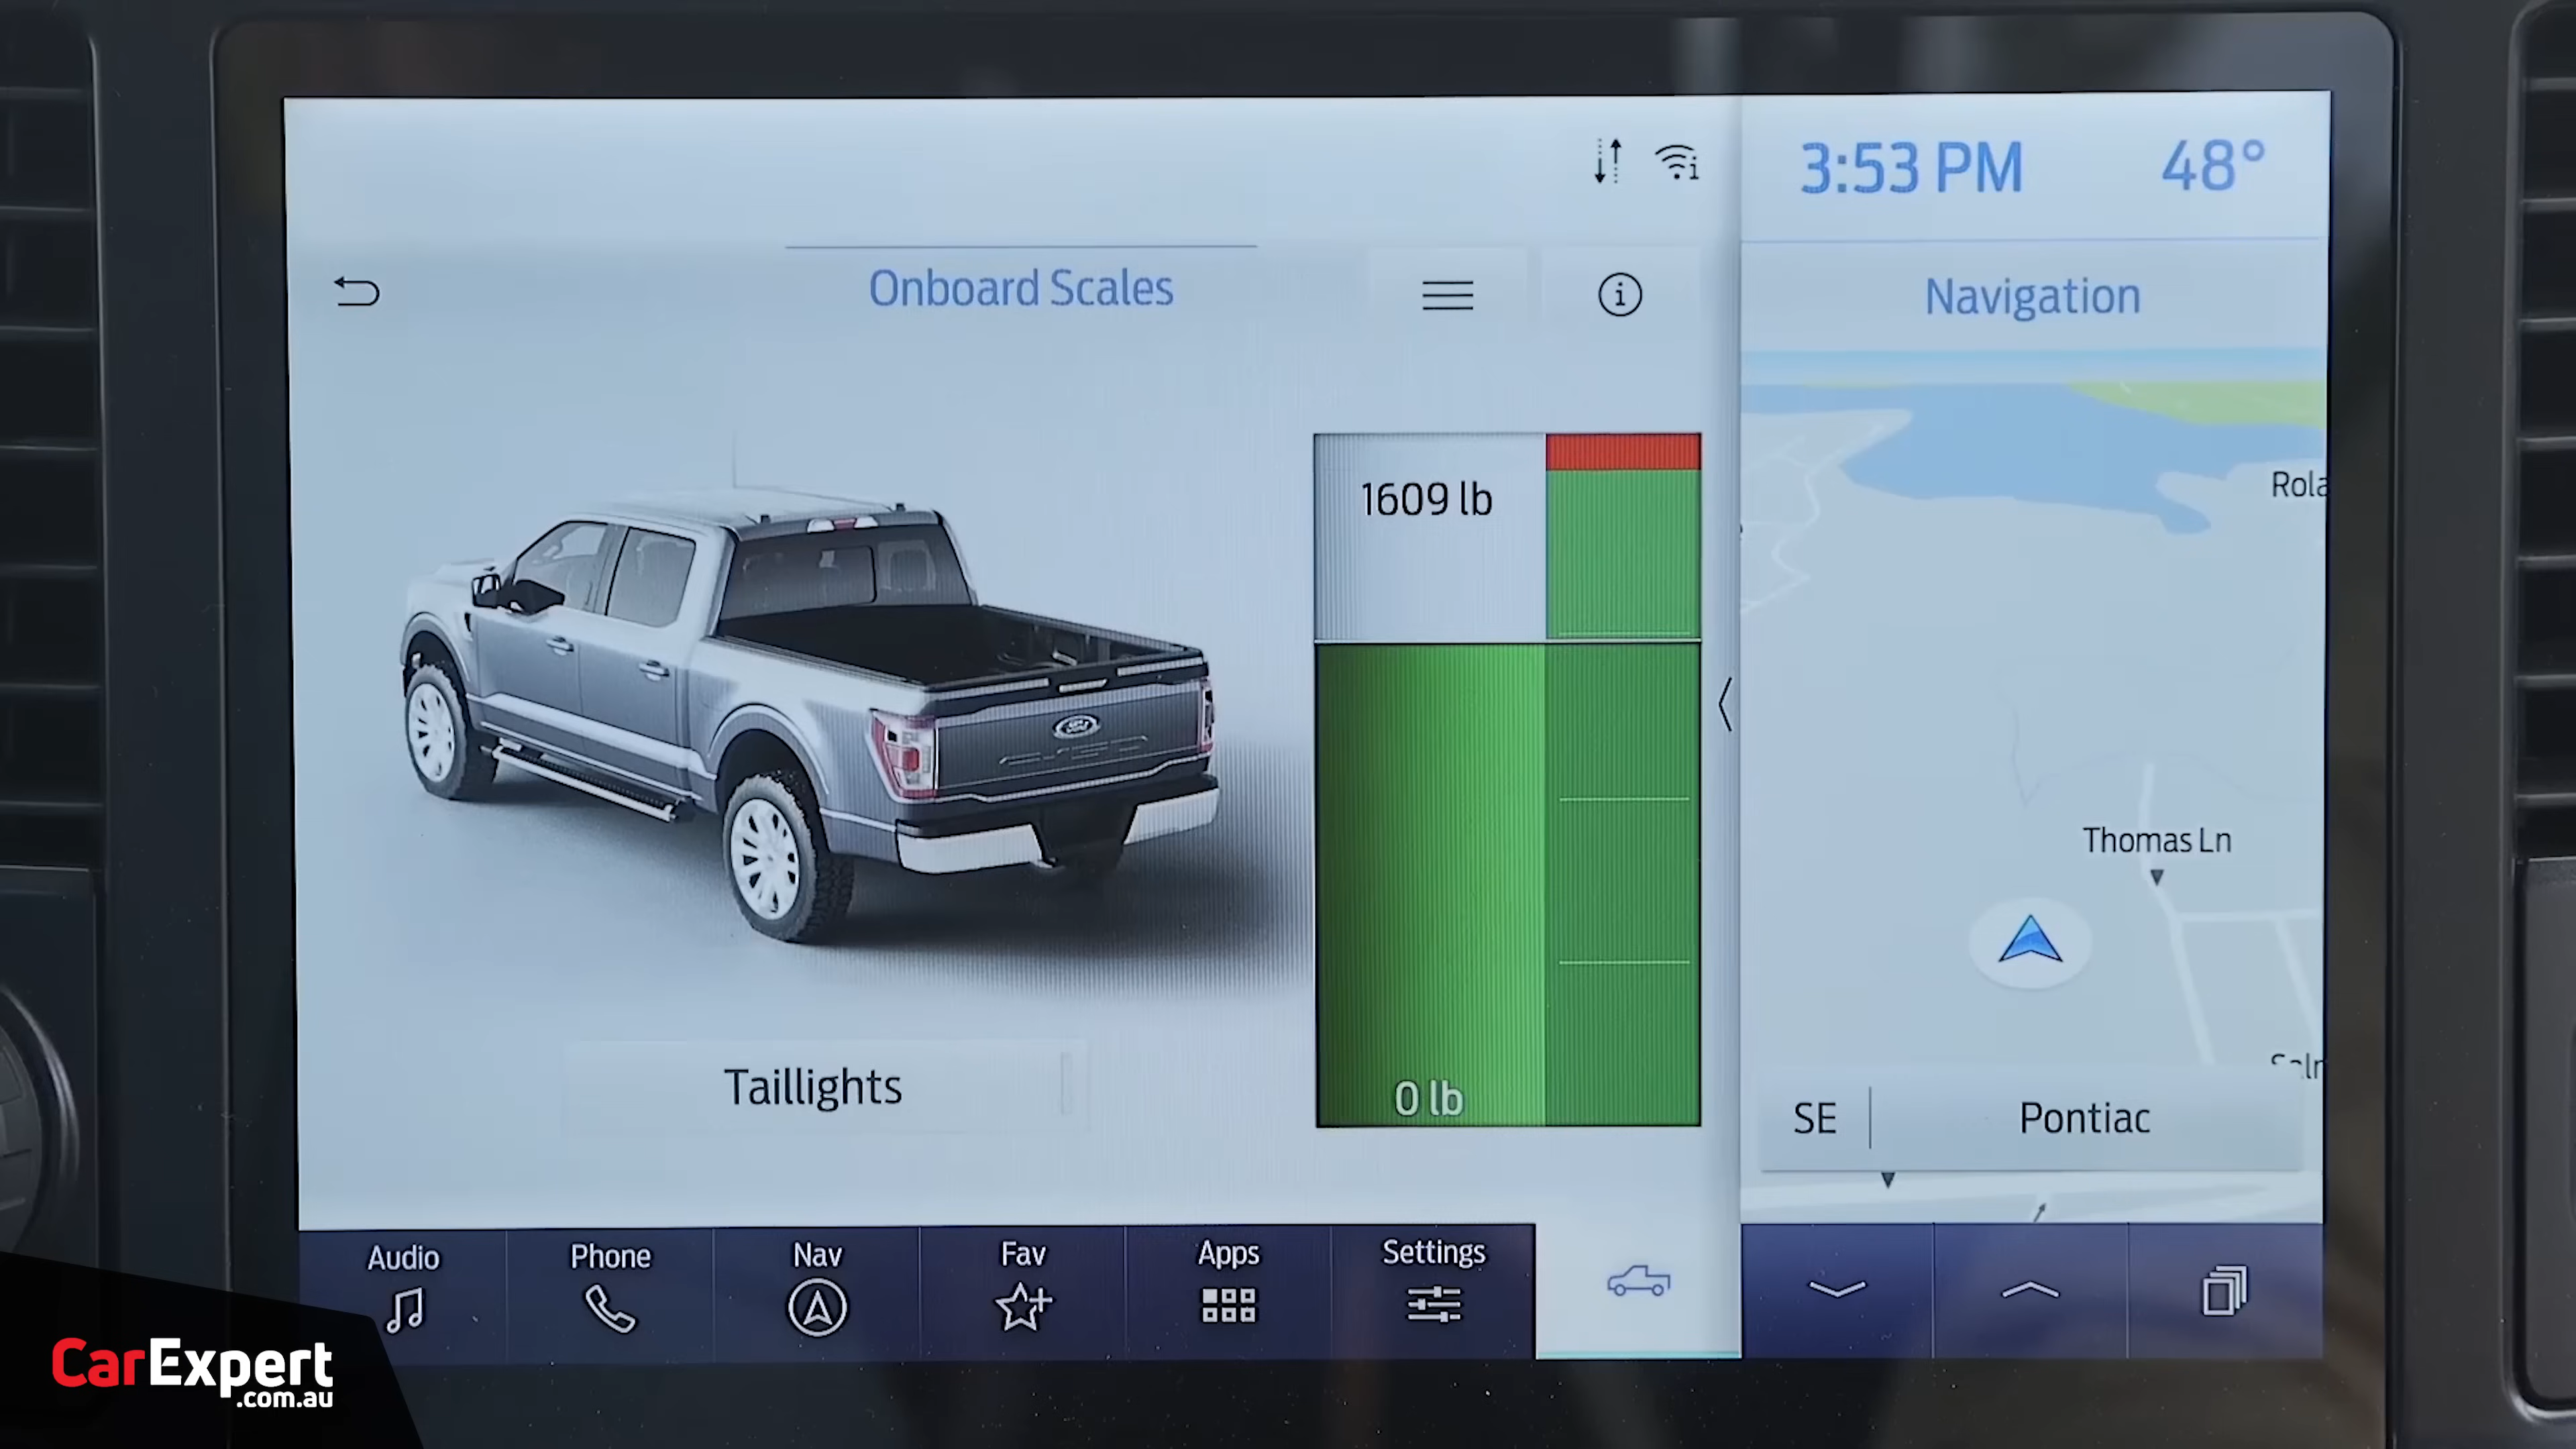 3:53 PM 48°
Onboard Scales
Navigation
1609 lb
Rola
Ford
Thomas Ln
Taillights
0 lb
SE
Pontiac
Audio
Phone
Nav
Fav
Apps
Settings
CarExpert
.com.au